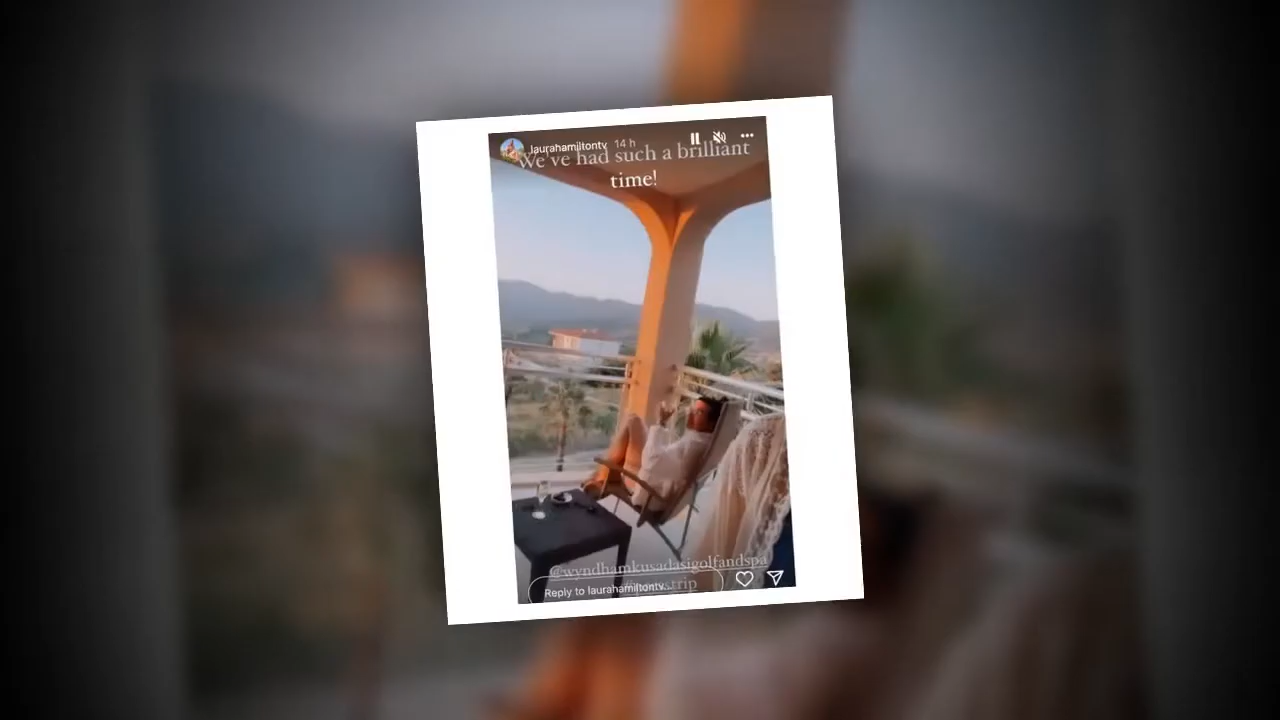 laurahamiltontv 14 h
We've had such a brilliant
time!
@wyndhamkusadasigolfandspa
Reply to laurahamiltontv...